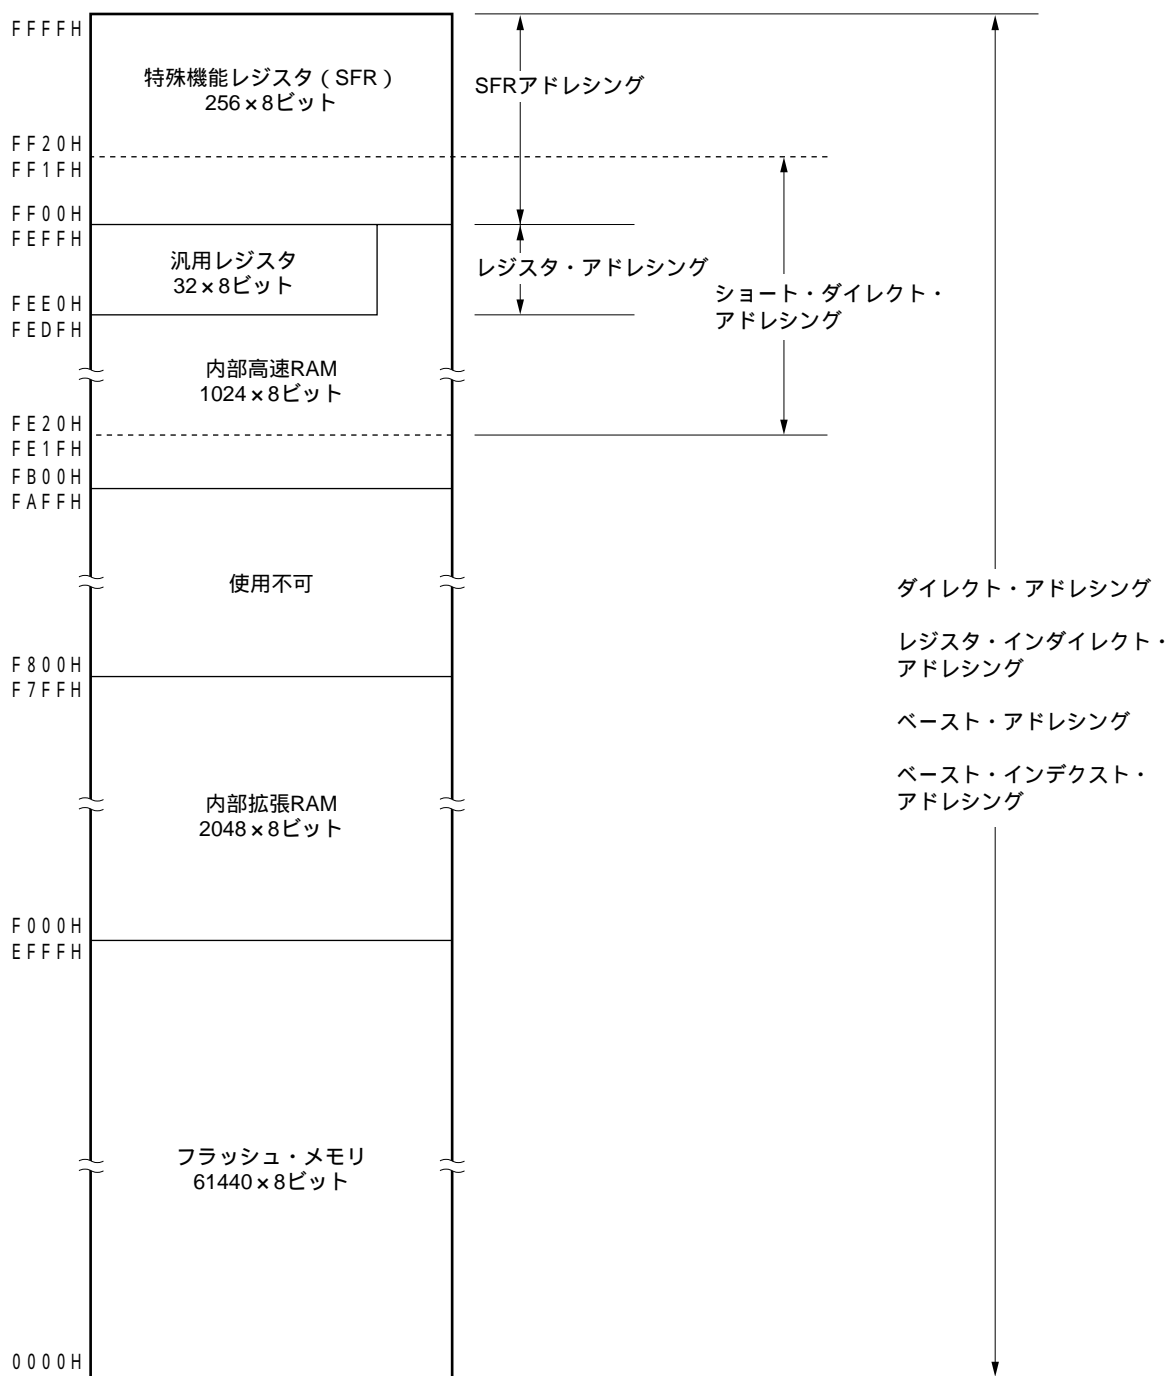 FFFFH
特殊機能レジスタ（SFR）
256×8ビット
SFRアドレシング
FF20H
FF1FH
FF00H
FEFFH
汎用レジスタ
32×8ビット
レジスタ・アドレシング
ショート・ダイレクト・
アドレシング
FEE0H
FEDFH
内部高速RAM
1024×8ビット
FE20H
FE1FH
FB00H
FAFFH
使用不可
ダイレクト・アドレシング
レジスタ・インダイレクト・
アドレシング
ベースト・アドレシング
ベースト・インデクスト・
アドレシング
F800H
F7FFH
内部拡張RAM
2048×8ビット
F000H
EFFFH
フラッシュ・メモリ
61440×8ビット
0000H